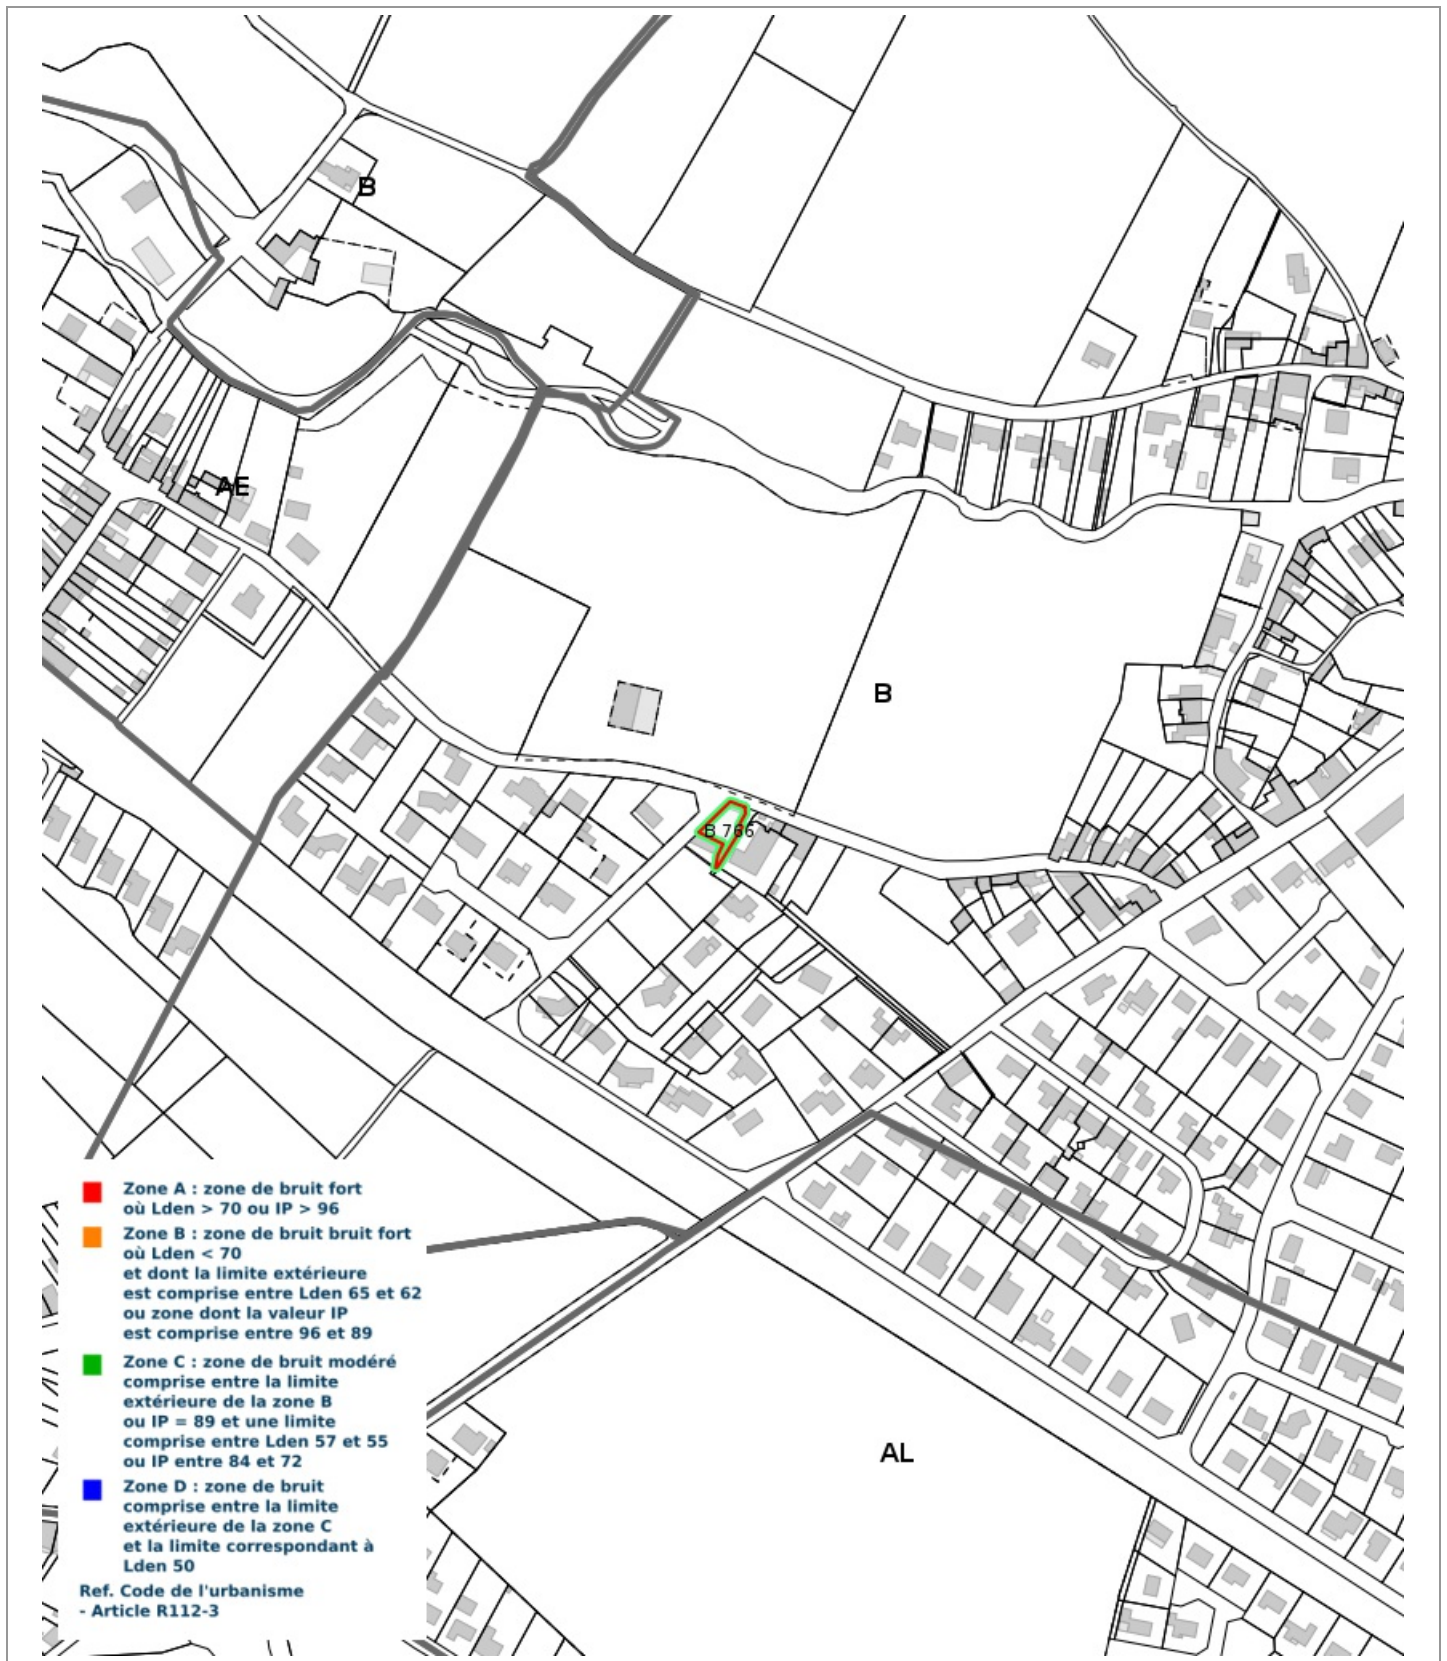 B
AE
B
B 766
Zone A : zone de bruit fort
où Lden > 70 ou IP > 96
Zone B : zone de bruit bruit fort
où Lden < 70
et dont la limite extérieure
est comprise entre Lden 65 et 62
ou zone dont la valeur IP
est comprise entre 96 et 89
Zone C : zone de bruit modéré
comprise entre la limite
extérieure de la zone B
ou IP = 89 et une limite
comprise entre Lden 57 et 55
ou IP entre 84 et 72
AL
Zone D : zone de bruit
comprise entre la limite
extérieure de la zone C
et la limite correspondant à
Lden 50
Ref. Code de l'urbanisme
- Article R112-3